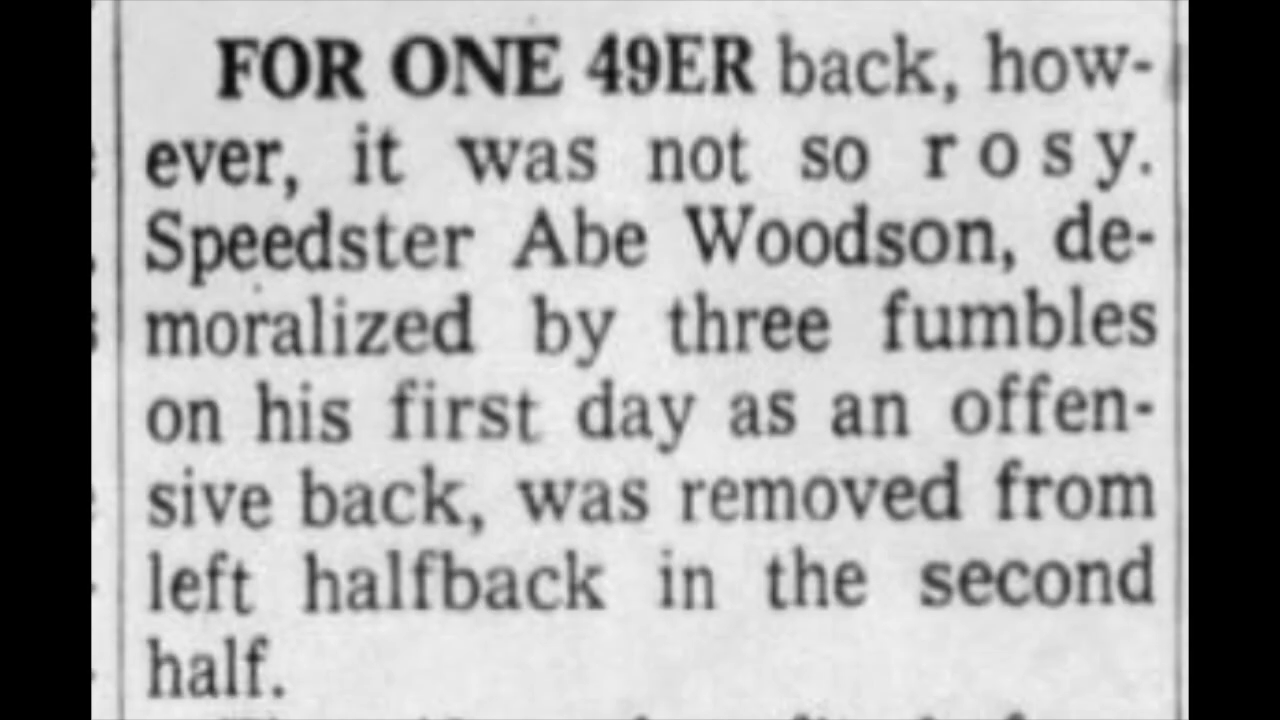 FOR ONE 49ER back, how-
ever, it was not so rosy.
Speedster Abe Woodson, de-
moralized by three fumbles
on his first day as an offen-
sive back, was removed from
left halfback in the second
half.